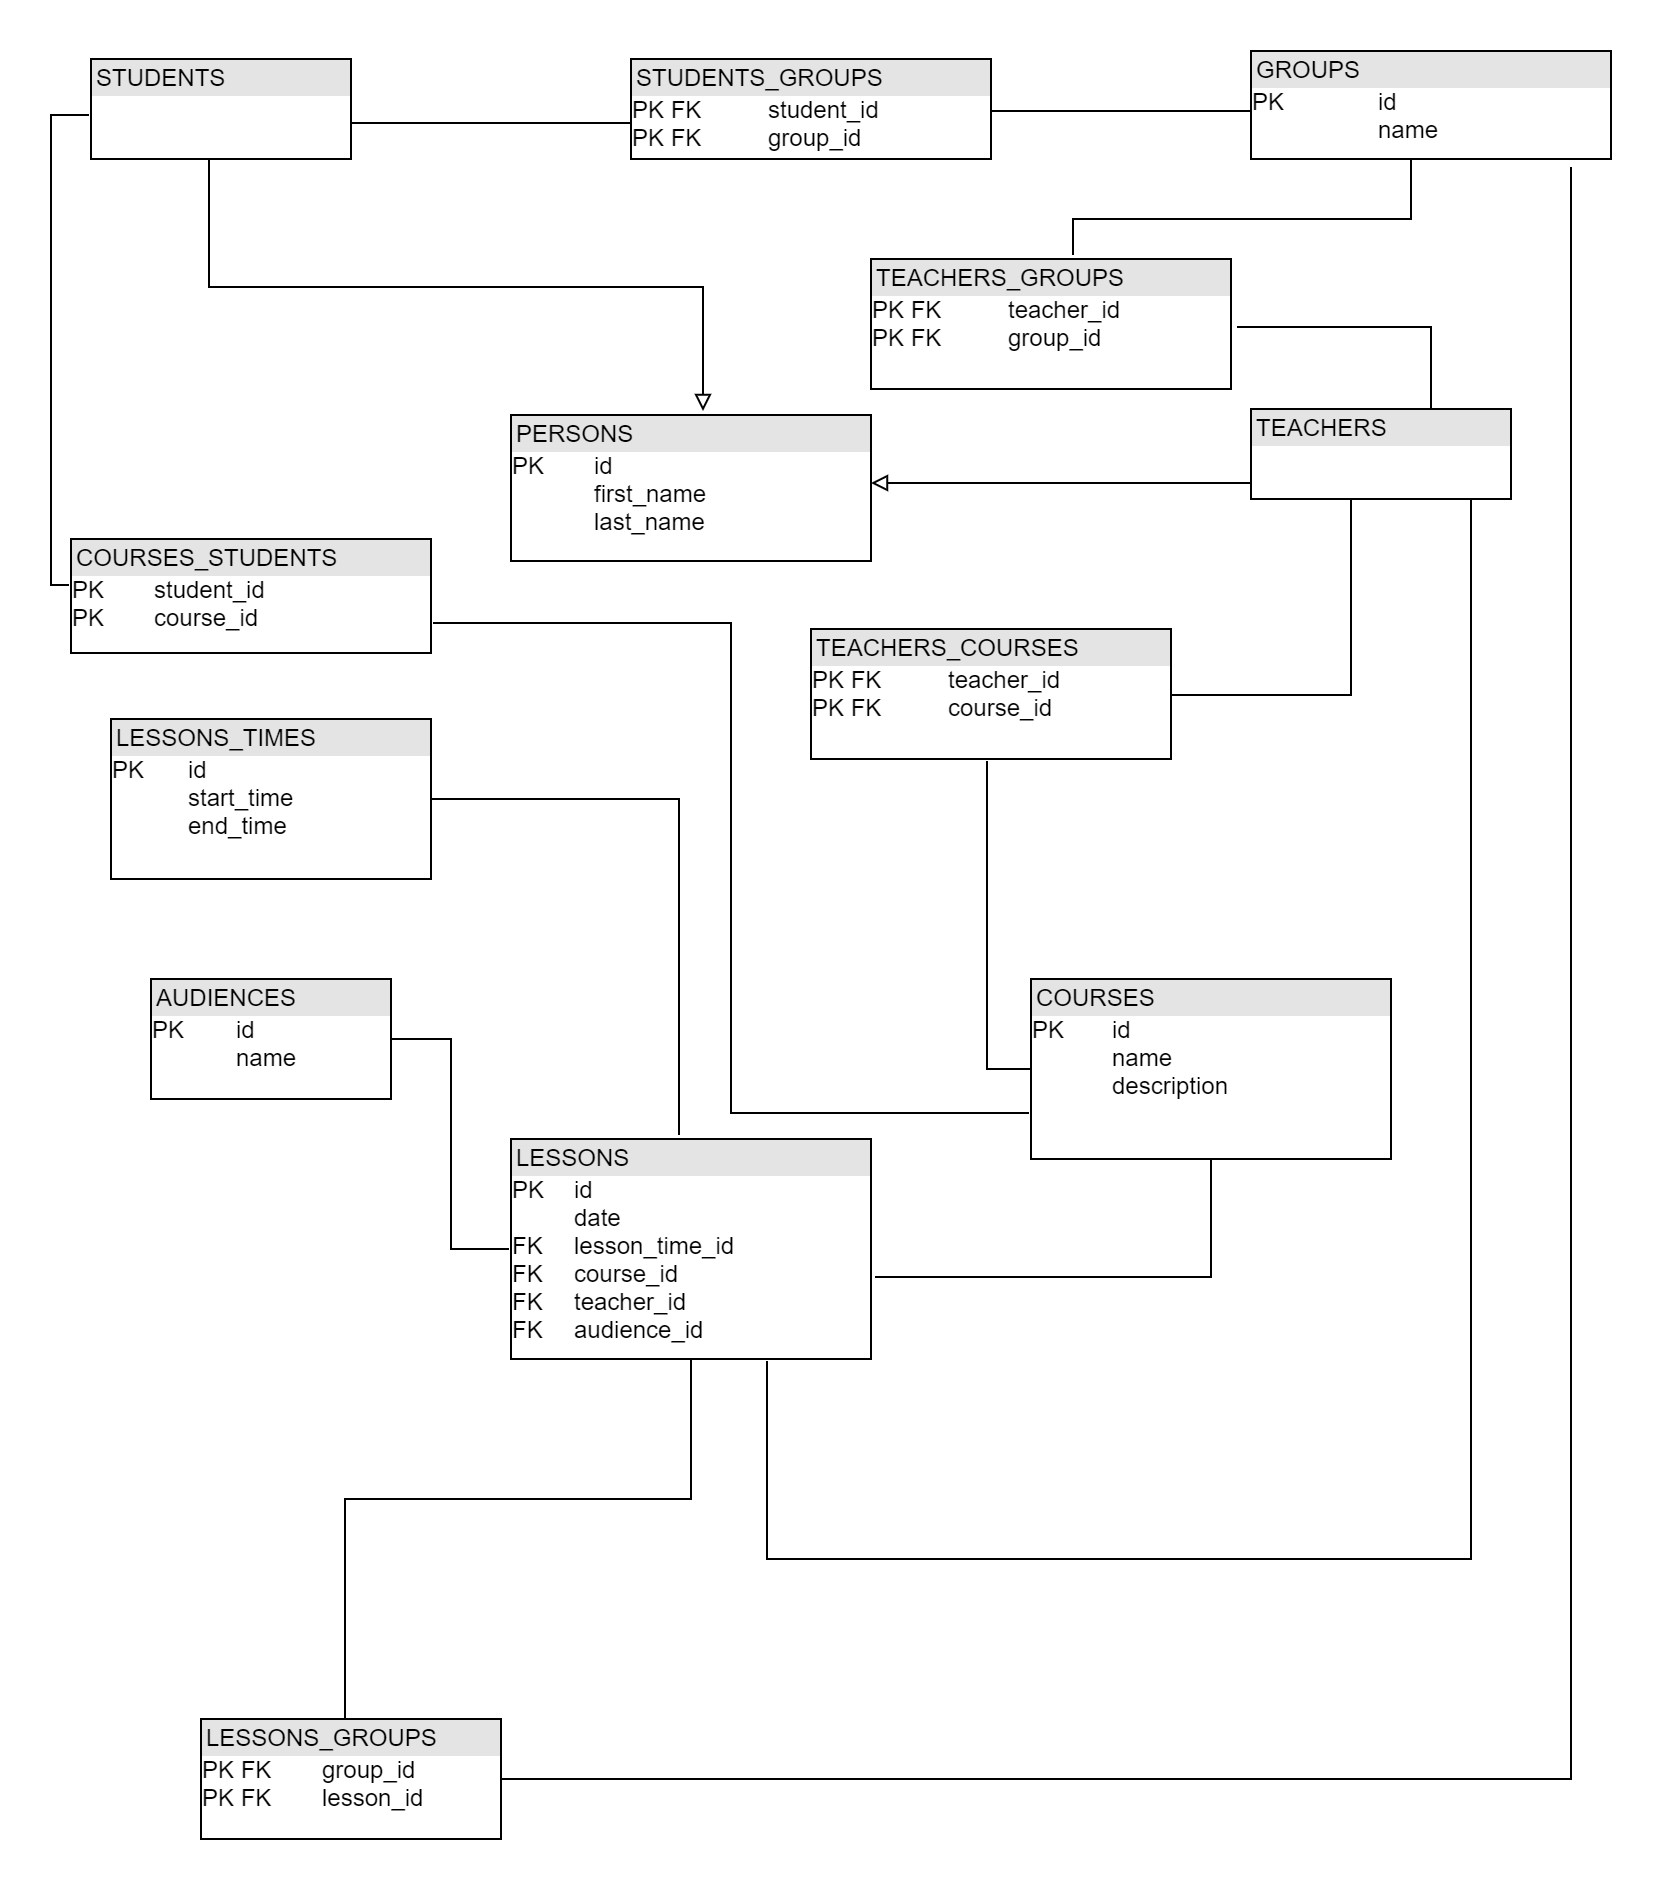 STUDENTS
STUDENTS_GROUPS
PK FK student_id
PK FK group_id
GROUPS
PK id
name
TEACHERS_GROUPS
PK FK teacher_id
PK FK group_id
PERSONS
PK id
first_name
last_name
TEACHERS
COURSES_STUDENTS
PK student_id
PK course_id
TEACHERS_COURSES
PK FK teacher_id
PK FK course_id
LESSONS_TIMES
PK id
start_time
end_time
AUDIENCES
PK id
name
COURSES
PK id
name
description
LESSONS
PK id
date
FK lesson_time_id
FK course_id
FK teacher_id
FK audience_id
LESSONS_GROUPS
PK FK group_id
PK FK lesson_id